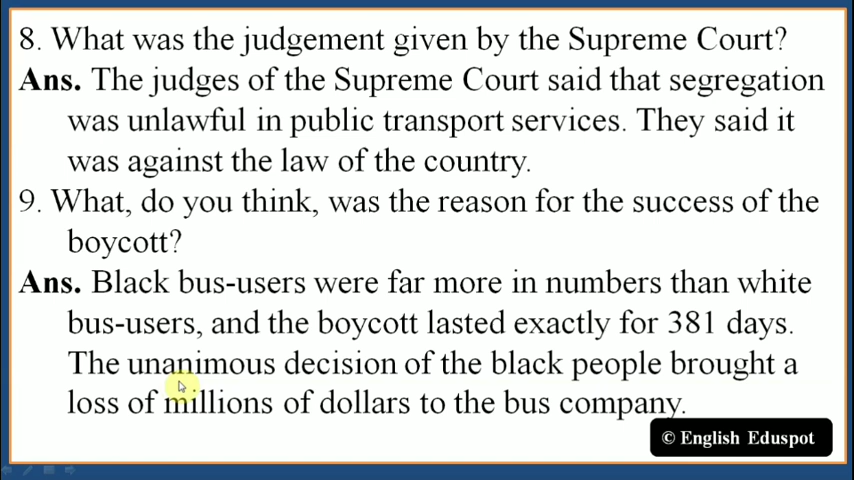 8. What was the judgement given by the Supreme Court?
Ans. The judges of the Supreme Court said that segregation
was unlawful in public transport services. They said it
was against the law of the country.
9. What, do you think, was the reason for the success of the
boycott?
Ans. Black bus-users were far more in numbers than white
bus-users, and the boycott lasted exactly for 381 days.
The unanimous decision of the black people brought a
loss of millions of dollars to the bus company.
© English Eduspot